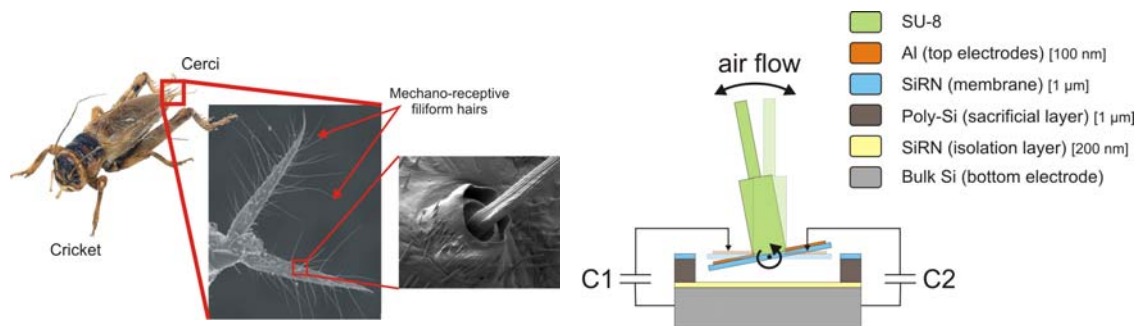 Cerci
Mechano-receptive
filiform hairs
Cricket
air flow
C1
C2
SU-8
Al (top electrodes) [100 nm]
SiRN (membrane) [1 µm]
Poly-Si (sacrificial layer) [1 µm]
SiRN (isolation layer) [200 nm]
Bulk Si (bottom electrode)